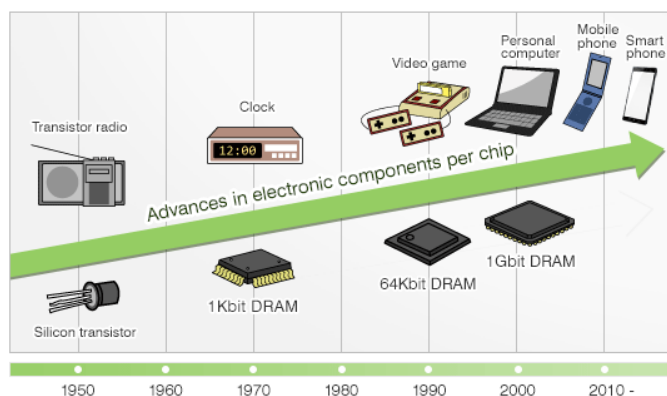 Transistor radio
Clock
12:00
Video game
Personal
computer
Mobile
phone
Smart
phone
Advances in electronic components per chip
Silicon transistor
1Kbit DRAM
64Kbit DRAM
1Gbit DRAM
1950 1960 1970 1980 1990 2000 2010 -